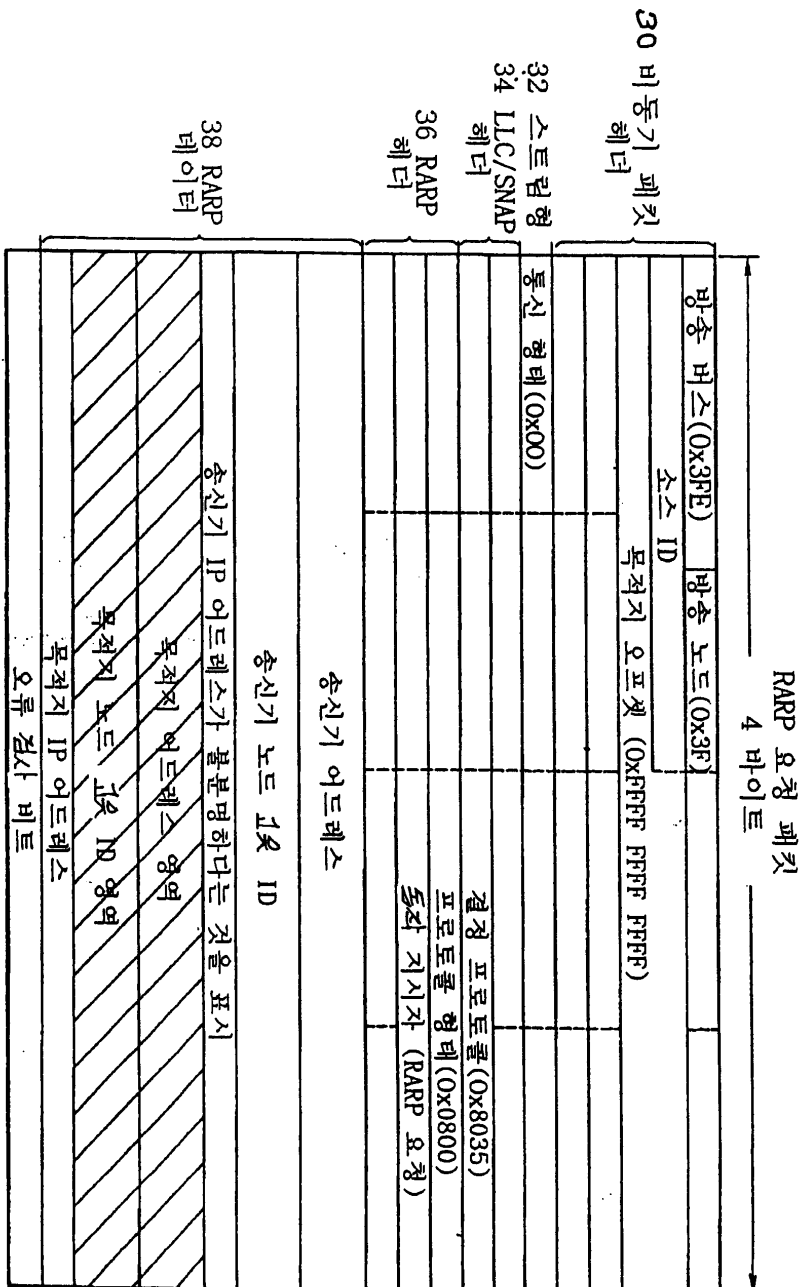 RARP 요청 패킷
4 바이트
30 비동기 패킷
헤더
방송 버스(0x3FE)
방송 노드(0x3F)
소스 ID
목적지 오프셋 (0xFFFF FFFF FFFF)
32 스트림형
통신 형태(0x00)
34 LLC/SNAP
헤더
결정 프로토콜(0x8035)
36 RARP
헤더
프로토콜 형태(0x0800)
동작 지시자 (RARP 요청)
38 RARP
데이터
송신기 어드레스
송신기 노드 고유 ID
송신기 IP 어드레스가 불분명하다는 것을 표시
목적지 어드레스 영역
목적지 노드 고유 ID 영역
목적지 IP 어드레스
오류 검사 비트